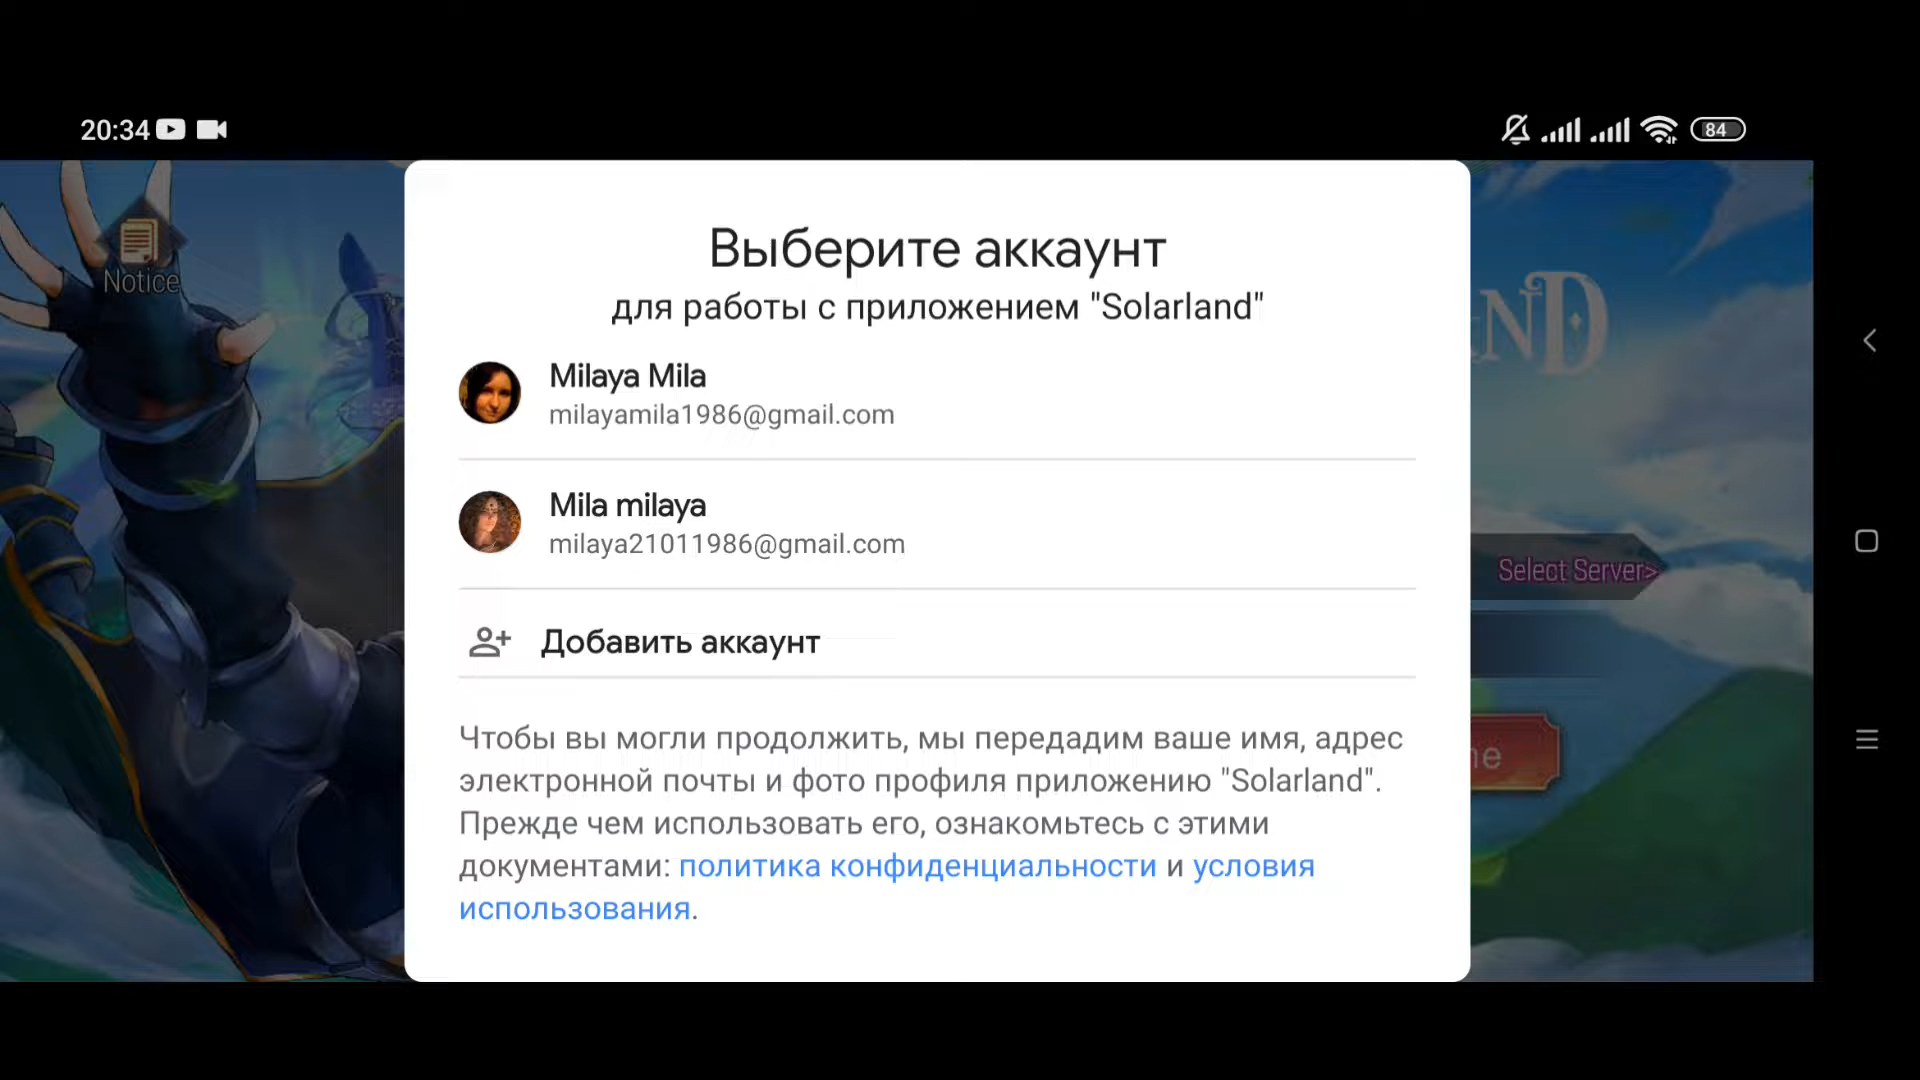 20:34
84
Notice
Выберите аккаунт
для работы с приложением "Solarland"
Milaya Mila
milayamila1986@gmail.com
Mila milaya
milaya21011986@gmail.com
Добавить аккаунт
Чтобы вы могли продолжить, мы передадим ваше имя, адрес
электронной почты и фото профиля приложению "Solarland".
Прежде чем использовать его, ознакомьтесь с этими
документами: политика конфиденциальности и условия
использования.
ND
Select Server>